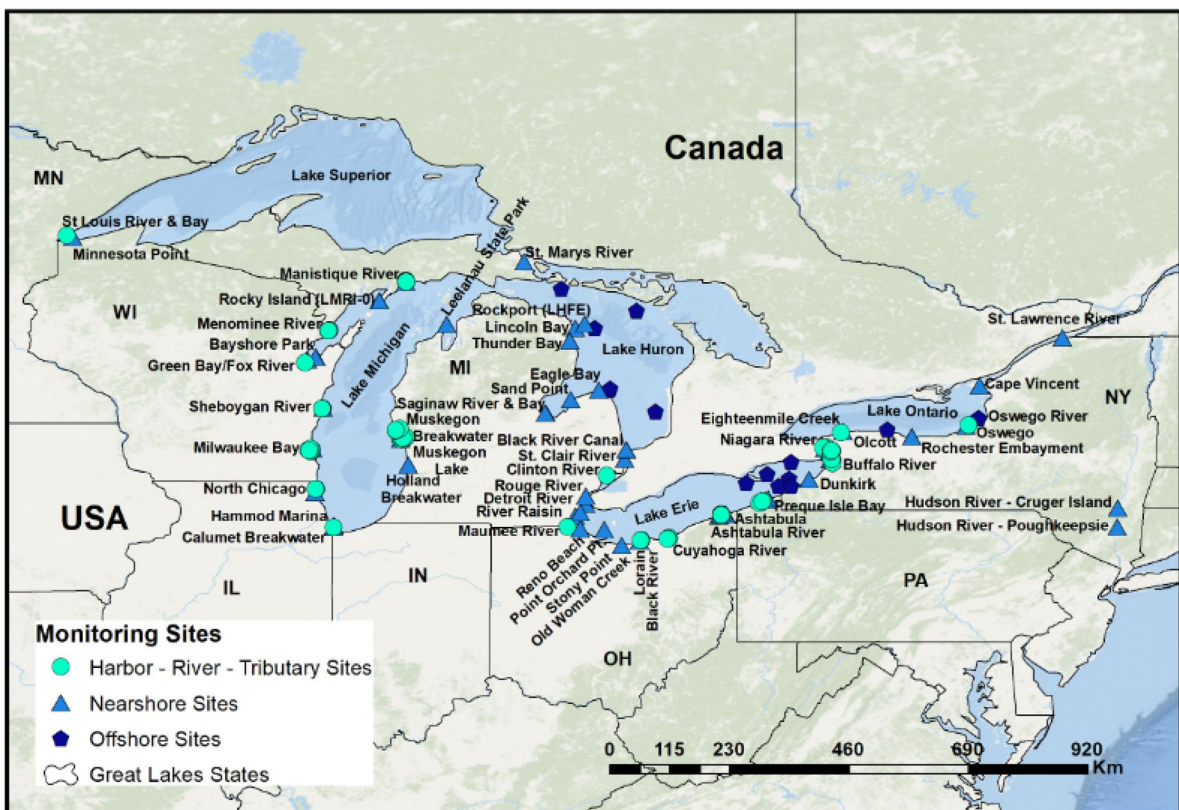 Canada
MN
Lake Superior
St Louis River & Bay
Minnesota Point
Leelanau State Park
St. Marys River
Manistique River
Rocky Island (LMRI-0)
WI
Menominee River
Bayshore Park
Green Bay/Fox River
Lake Michigan
MI
Rockport (LHFE)
Lincoln Bay
Thunder Bay
Lake Huron
St. Lawrence River
Eagle Bay
Sand Point
Saginaw River & Bay
Sheboygan River
Muskegon
Breakwater
Muskegon
Lake
Milwaukee Bay
Holland
Breakwater
Black River Canal
St. Clair River
Clinton River
Rouge River
Detroit River
River Raisin
Maumee River
Cape Vincent
NY
Eighteenmile Creek
Lake Ontario
Oswego River
Oswego
Niagara River
Olcott
Rochester Embayment
Buffalo River
Dunkirk
North Chicago
USA
Hammod Marina
Calumet Breakwater
Lake Erie
Preque Isle Bay
Ashtabula
Ashtabula River
Cuyahoga River
Hudson River - Cruger Island
Hudson River - Poughkeepsie
Reno Beach
Point Orchard Pt
Stony Point
Old Woman Creek
Lorain
Black River
IL
IN
PA
OH
Monitoring Sites
Harbor - River - Tributary Sites
Nearshore Sites
Offshore Sites
Great Lakes States
0 115 230 460 690 920
Km